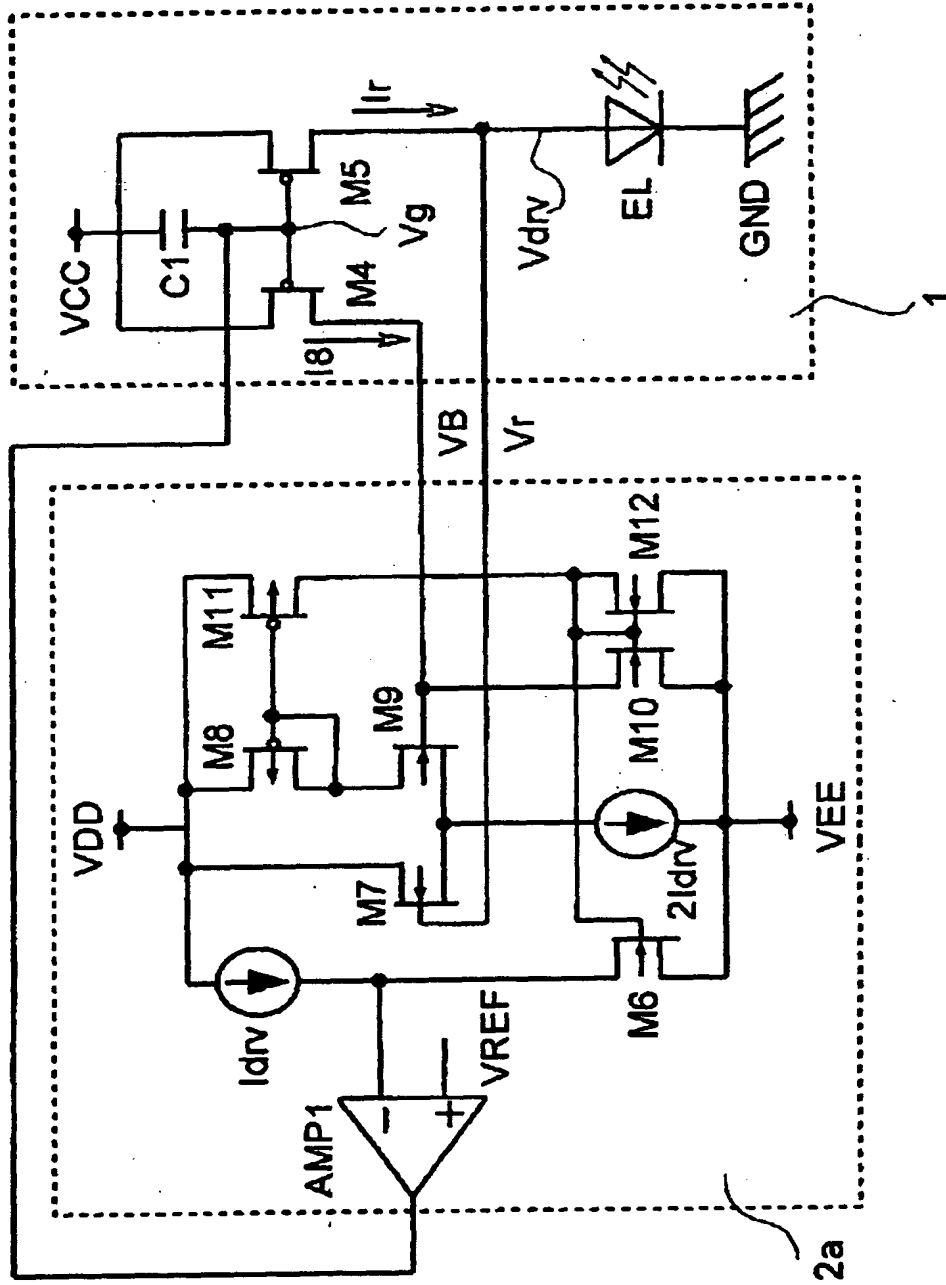 VCC
C1
M4
M5
Vg
I8
Ir
Vdrv
EL
GND
1
VB
Vr
VDD
M8
M11
M7
M9
M10
M12
M6
2Idrv
VEE
Idrv
VREF
AMP1
−
+
2a